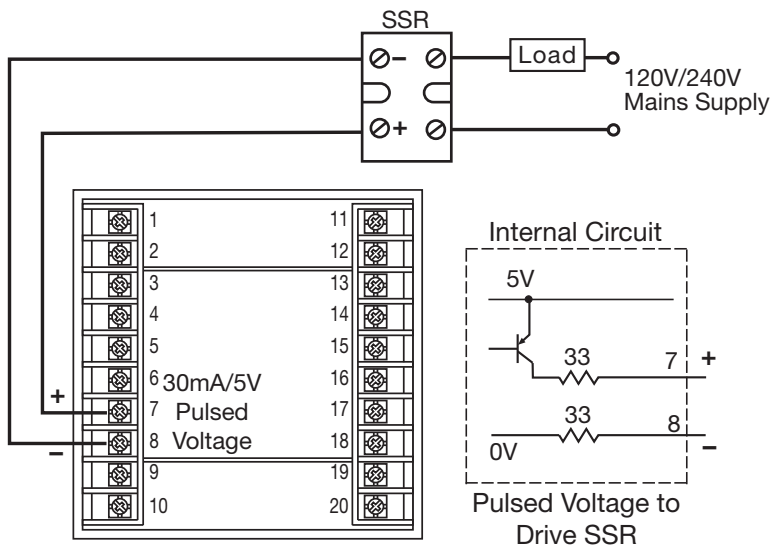 SSR
−
Load
120V/240V
Mains Supply
+
1
2
3
4
5
6
7
8
9
10
30mA/5V
Pulsed
Voltage
+
−
11
12
13
14
15
16
17
18
19
20
Internal Circuit
5V
33
7
+
33
8
0V
−
Pulsed Voltage to
Drive SSR